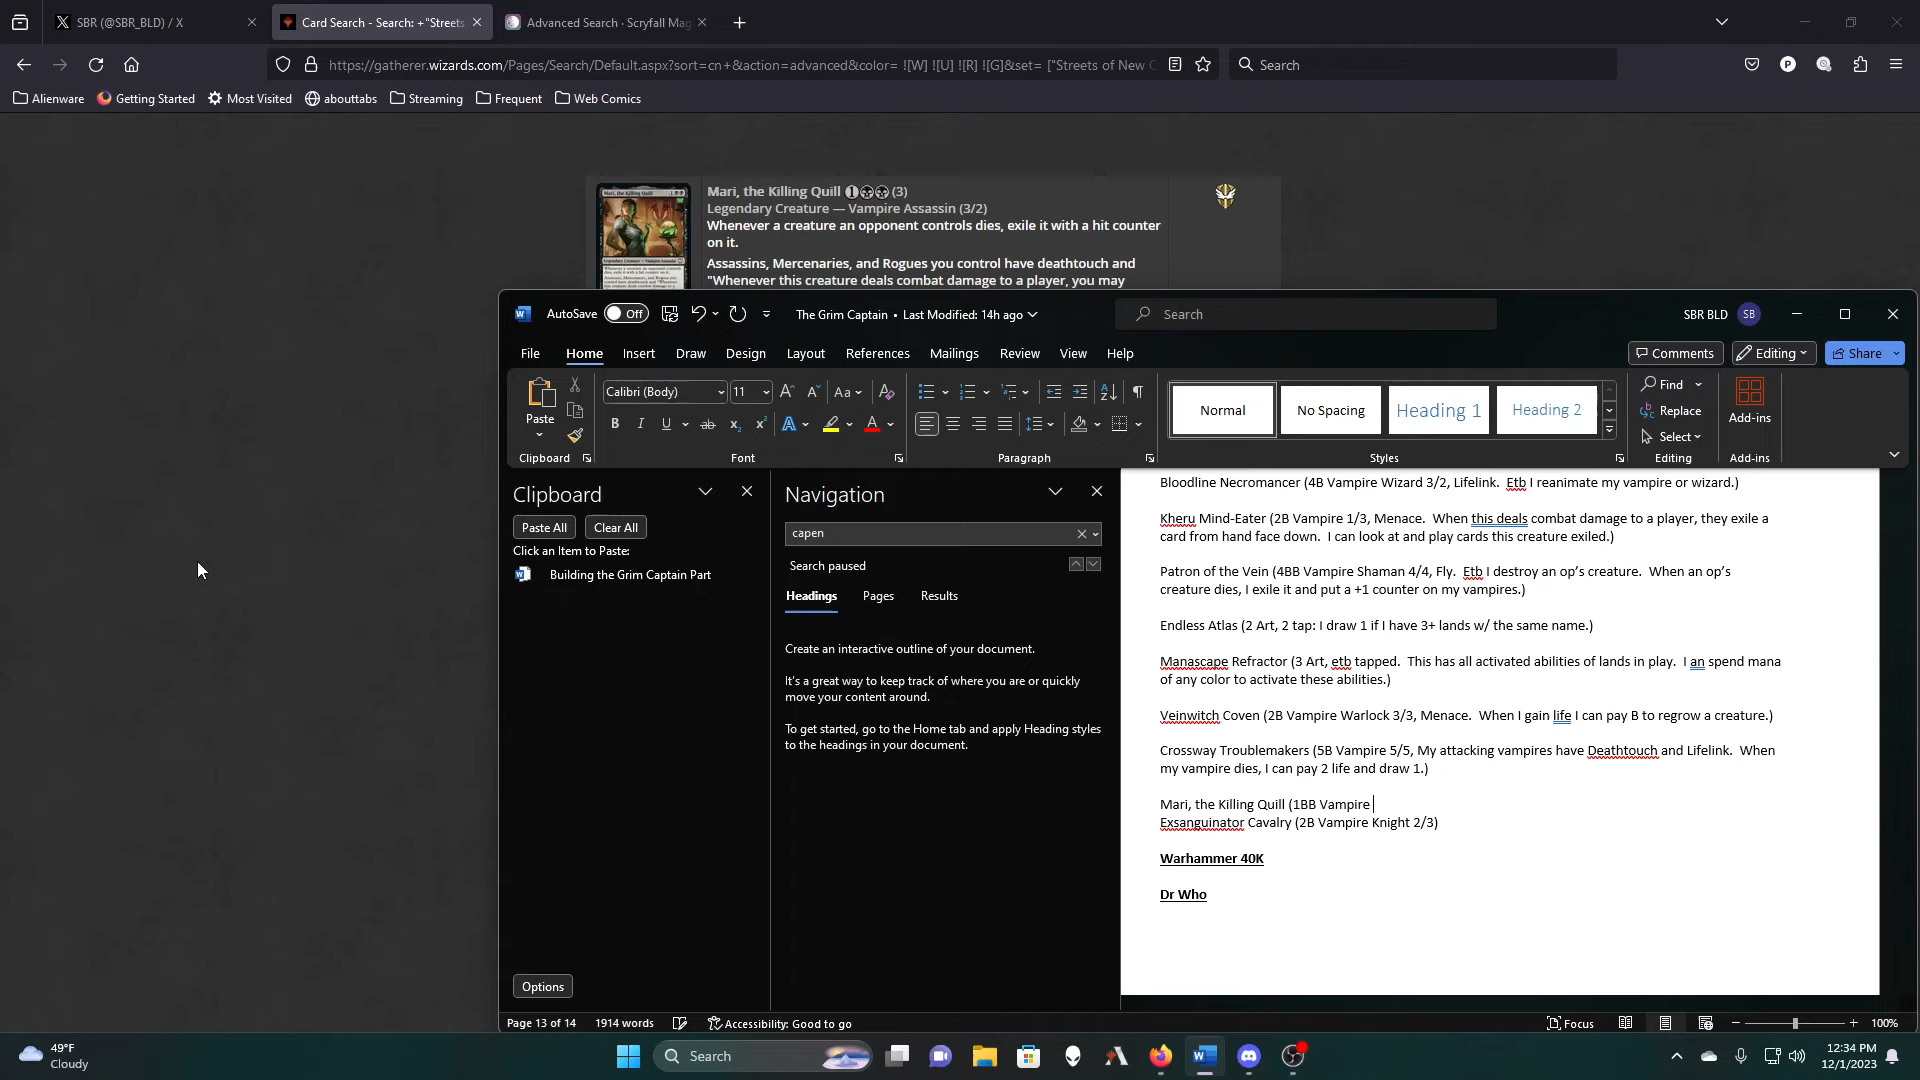 SBR (@SBR_BLD) / X
Card Search - Search: +"Streets
Advanced Search · Scryfall Mag
https://gatherer.wizards.com/Pages/Search/Default.aspx?sort=cn+&action=advanced&color= ![W] ![U] ![R] ![G]&set= ["Streets of New C
Search
Alienware
Getting Started
Most Visited
abouttabs
Streaming
Frequent
Web Comics
Mari, the Killing Quill 1 (3)
Legendary Creature — Vampire Assassin (3/2)
Whenever a creature an opponent controls dies, exile it with a hit counter
on it.
Assassins, Mercenaries, and Rogues you control have deathtouch and
"Whenever this creature deals combat damage to a player, you may
AutoSave Off
The Grim Captain • Last Modified: 14h ago
Search
SBR BLD SB
File Home Insert Draw Design Layout References Mailings Review View Help
Comments Editing Share
Paste
Calibri (Body) 11
Normal No Spacing Heading 1 Heading 2
Find
Replace
Select
Add-ins
Clipboard Font Paragraph Styles Editing Add-ins
Clipboard
Paste All Clear All
Click an Item to Paste:
Building the Grim Captain Part
Options
Navigation
capen
Search paused
Headings Pages Results
Create an interactive outline of your document.
It's a great way to keep track of where you are or quickly
move your content around.
To get started, go to the Home tab and apply Heading styles
to the headings in your document.
Bloodline Necromancer (4B Vampire Wizard 3/2, Lifelink.  Etb I reanimate my vampire or wizard.)
Kheru Mind-Eater (2B Vampire 1/3, Menace.  When this deals combat damage to a player, they exile a
card from hand face down.  I can look at and play cards this creature exiled.)
Patron of the Vein (4BB Vampire Shaman 4/4, Fly.  Etb I destroy an op's creature.  When an op's
creature dies, I exile it and put a +1 counter on my vampires.)
Endless Atlas (2 Art, 2 tap: I draw 1 if I have 3+ lands w/ the same name.)
Manascape Refractor (3 Art, etb tapped.  This has all activated abilities of lands in play.  I an spend mana
of any color to activate these abilities.)
Veinwitch Coven (2B Vampire Warlock 3/3, Menace.  When I gain life I can pay B to regrow a creature.)
Crossway Troublemakers (5B Vampire 5/5, My attacking vampires have Deathtouch and Lifelink.  When
my vampire dies, I can pay 2 life and draw 1.)
Mari, the Killing Quill (1BB Vampire
Exsanguinator Cavalry (2B Vampire Knight 2/3)
Warhammer 40K
Dr Who
Page 13 of 14 1914 words Accessibility: Good to go
Focus 100%
49°F
Cloudy
Search
12:34 PM
12/1/2023